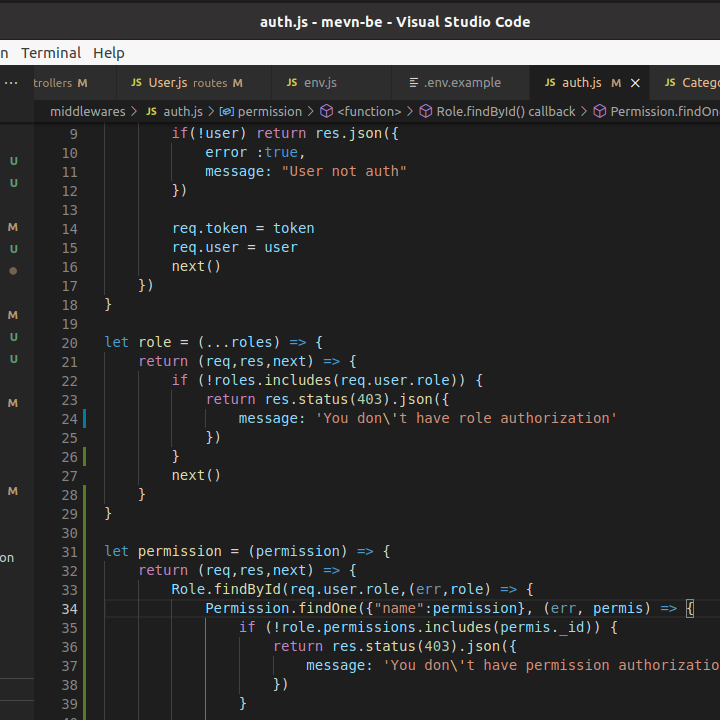 auth.js - mevn-be - Visual Studio Code
n Terminal Help
··· trollers M JS User.js routes M JS env.js .env.example JS auth.js M × JS Catego
middlewares > JS auth.js > permission > <function> > Role.findById() callback > Permission.findOn
9 if(!user) return res.json({
U 10 error :true,
U 11 message: "User not auth"
12 })
13
M 14 req.token = token
U 15 req.user = user
16 next()
17 })
M 18 }
19
U 20 let role = (...roles) => {
U 21 return (req,res,next) => {
22 if (!roles.includes(req.user.role)) {
M 23 return res.status(403).json({
24 message: 'You don\'t have role authorization'
25 })
26 }
27 next()
M 28 }
29 }
30
on 31 let permission = (permission) => {
32 return (req,res,next) => {
33 Role.findById(req.user.role,(err,role) => {
34 Permission.findOne({"name":permission}, (err, permis) => {
35 if (!role.permissions.includes(permis._id)) {
36 return res.status(403).json({
37 message: 'You don\'t have permission authorizatio
38 })
39 }